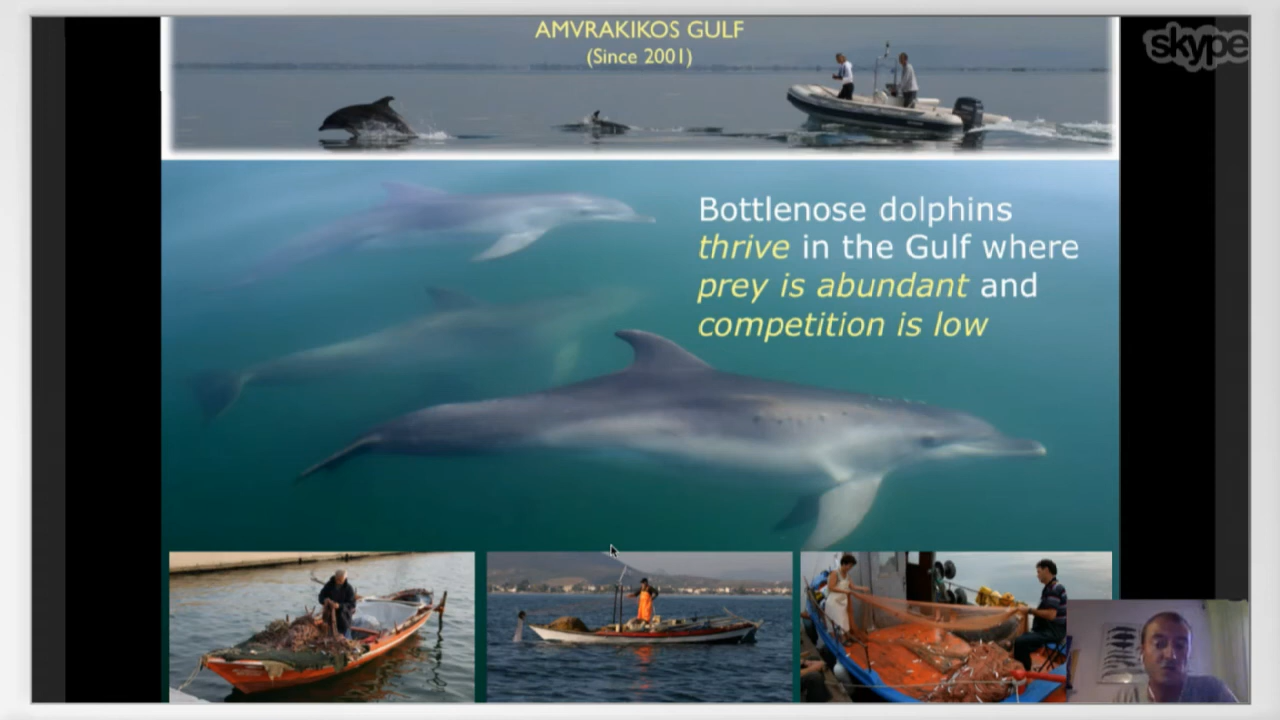 AMVRAKIKOS GULF
(Since 2001)
skype
Bottlenose dolphins
thrive in the Gulf where
prey is abundant and
competition is low